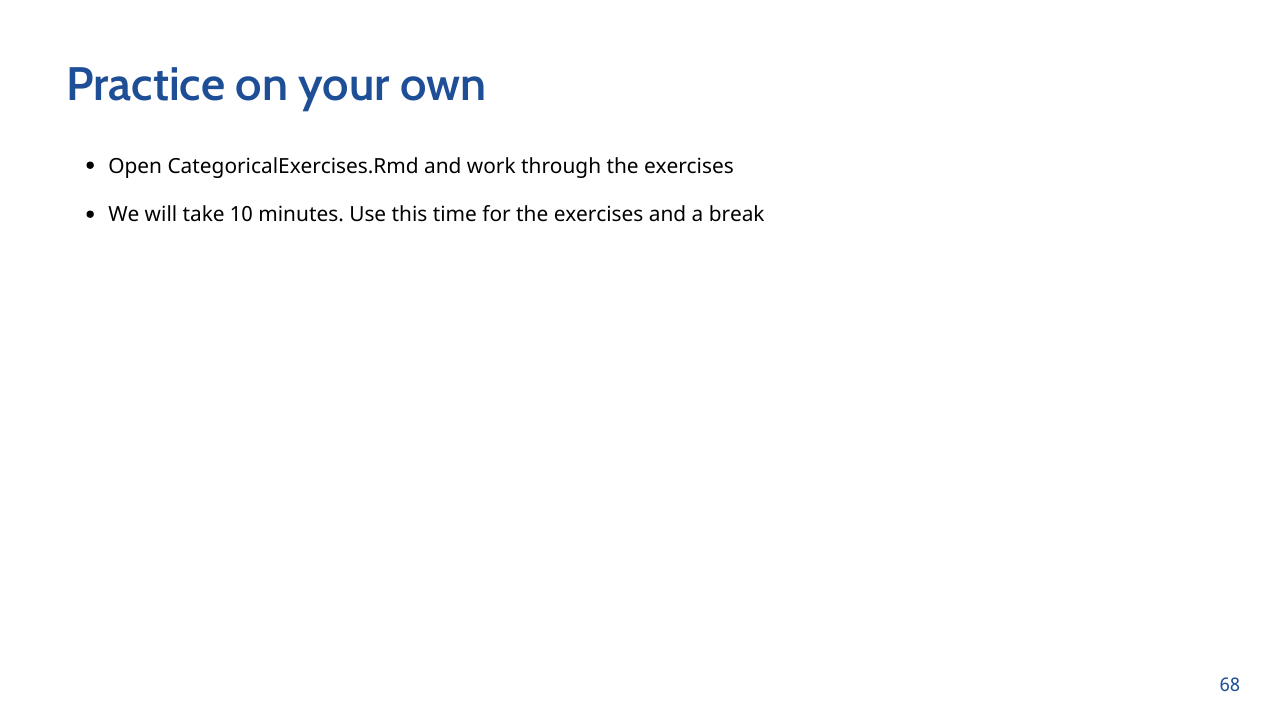 Practice on your own
• Open CategoricalExercises.Rmd and work through the exercises
• We will take 10 minutes. Use this time for the exercises and a break
68